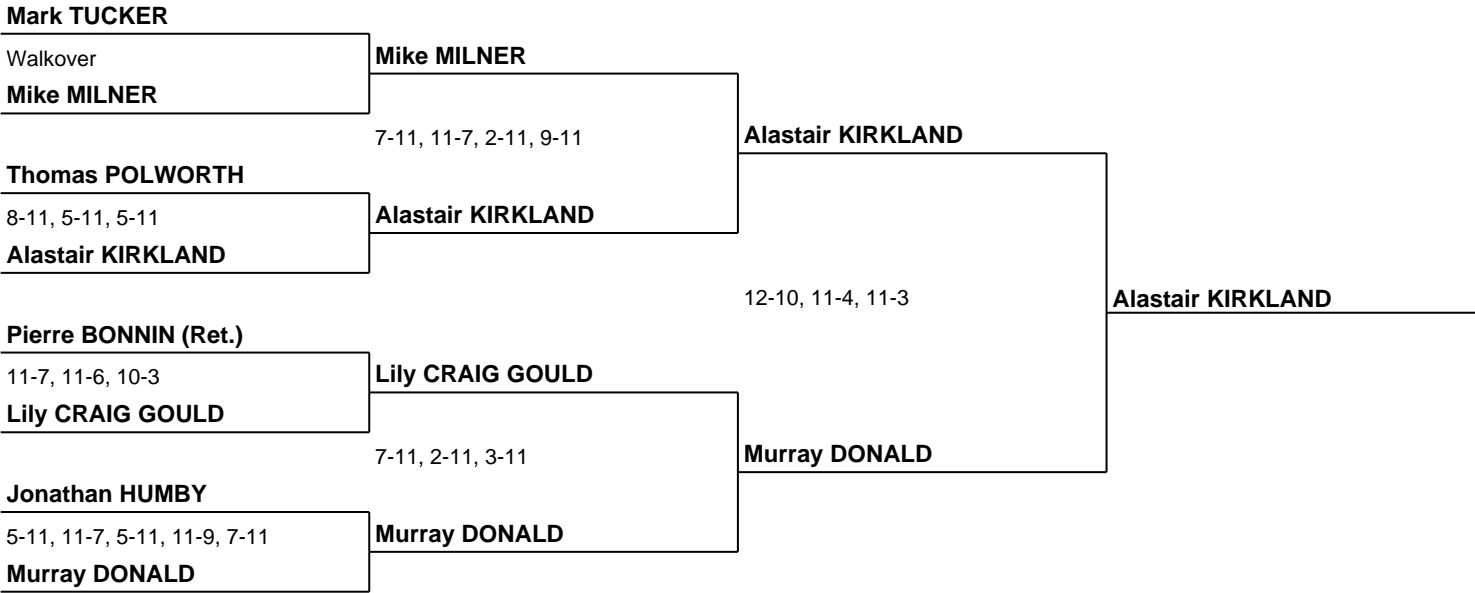 Mark TUCKER
Walkover
Mike MILNER
Mike MILNER
7-11, 11-7, 2-11, 9-11
Alastair KIRKLAND
Thomas POLWORTH
8-11, 5-11, 5-11
Alastair KIRKLAND
Alastair KIRKLAND
12-10, 11-4, 11-3
Alastair KIRKLAND
Pierre BONNIN (Ret.)
11-7, 11-6, 10-3
Lily CRAIG GOULD
Lily CRAIG GOULD
7-11, 2-11, 3-11
Murray DONALD
Jonathan HUMBY
5-11, 11-7, 5-11, 11-9, 7-11
Murray DONALD
Murray DONALD